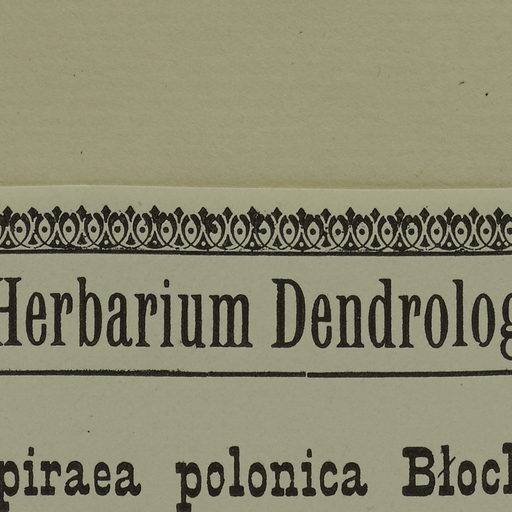 Herbarium Dendrolog
piraea polonica Błoc